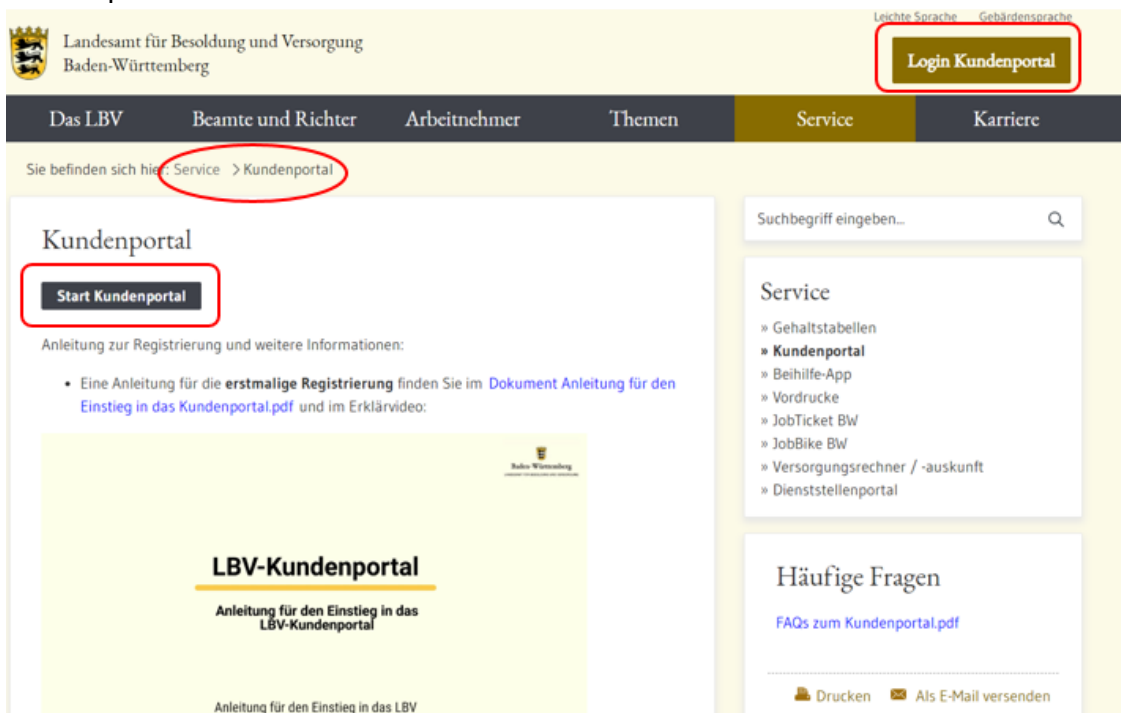 Leichte Sprache Gebärdensprache
Landesamt für Besoldung und Versorgung
Baden-Württemberg
Login Kundenportal
Das LBV Beamte und Richter Arbeitnehmer Themen Service Karriere
Sie befinden sich hier: Service > Kundenportal
Kundenportal
Start Kundenportal
Anleitung zur Registrierung und weitere Informationen:
• Eine Anleitung für die erstmalige Registrierung finden Sie im Dokument Anleitung für den
Einstieg in das Kundenportal.pdf und im Erklärvideo:
Baden-Württemberg
LBV-Kundenportal
Anleitung für den Einstieg in das
LBV-Kundenportal
Anleitung für den Einstieg in das LBV
Suchbegriff eingeben...
Service
» Gehaltstabellen
» Kundenportal
» Beihilfe-App
» Vordrucke
» JobTicket BW
» JobBike BW
» Versorgungsrechner / -auskunft
» Dienststellenportal
Häufige Fragen
FAQs zum Kundenportal.pdf
Drucken Als E-Mail versenden